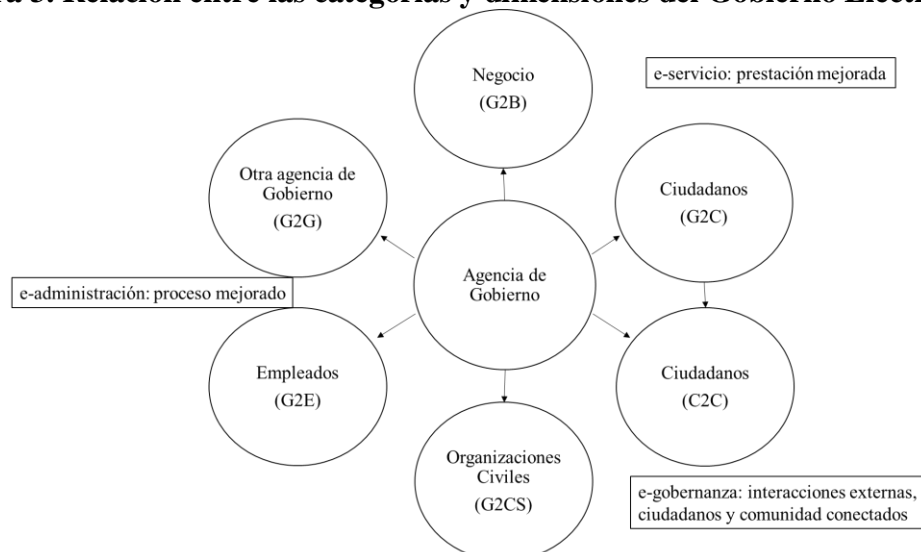 Relación entre las categorías y dimensiones del Gobierno
Negocio
(G2B)
e-servicio: prestación mejorada
Otra agencia de
Gobierno
(G2G)
Ciudadanos
(G2C)
Agencia de
Gobierno
e-administración: proceso mejorado
Empleados
(G2E)
Ciudadanos
(C2C)
Organizaciones
Civiles
(G2CS)
e-gobernanza: interacciones externas,
ciudadanos y comunidad conectados